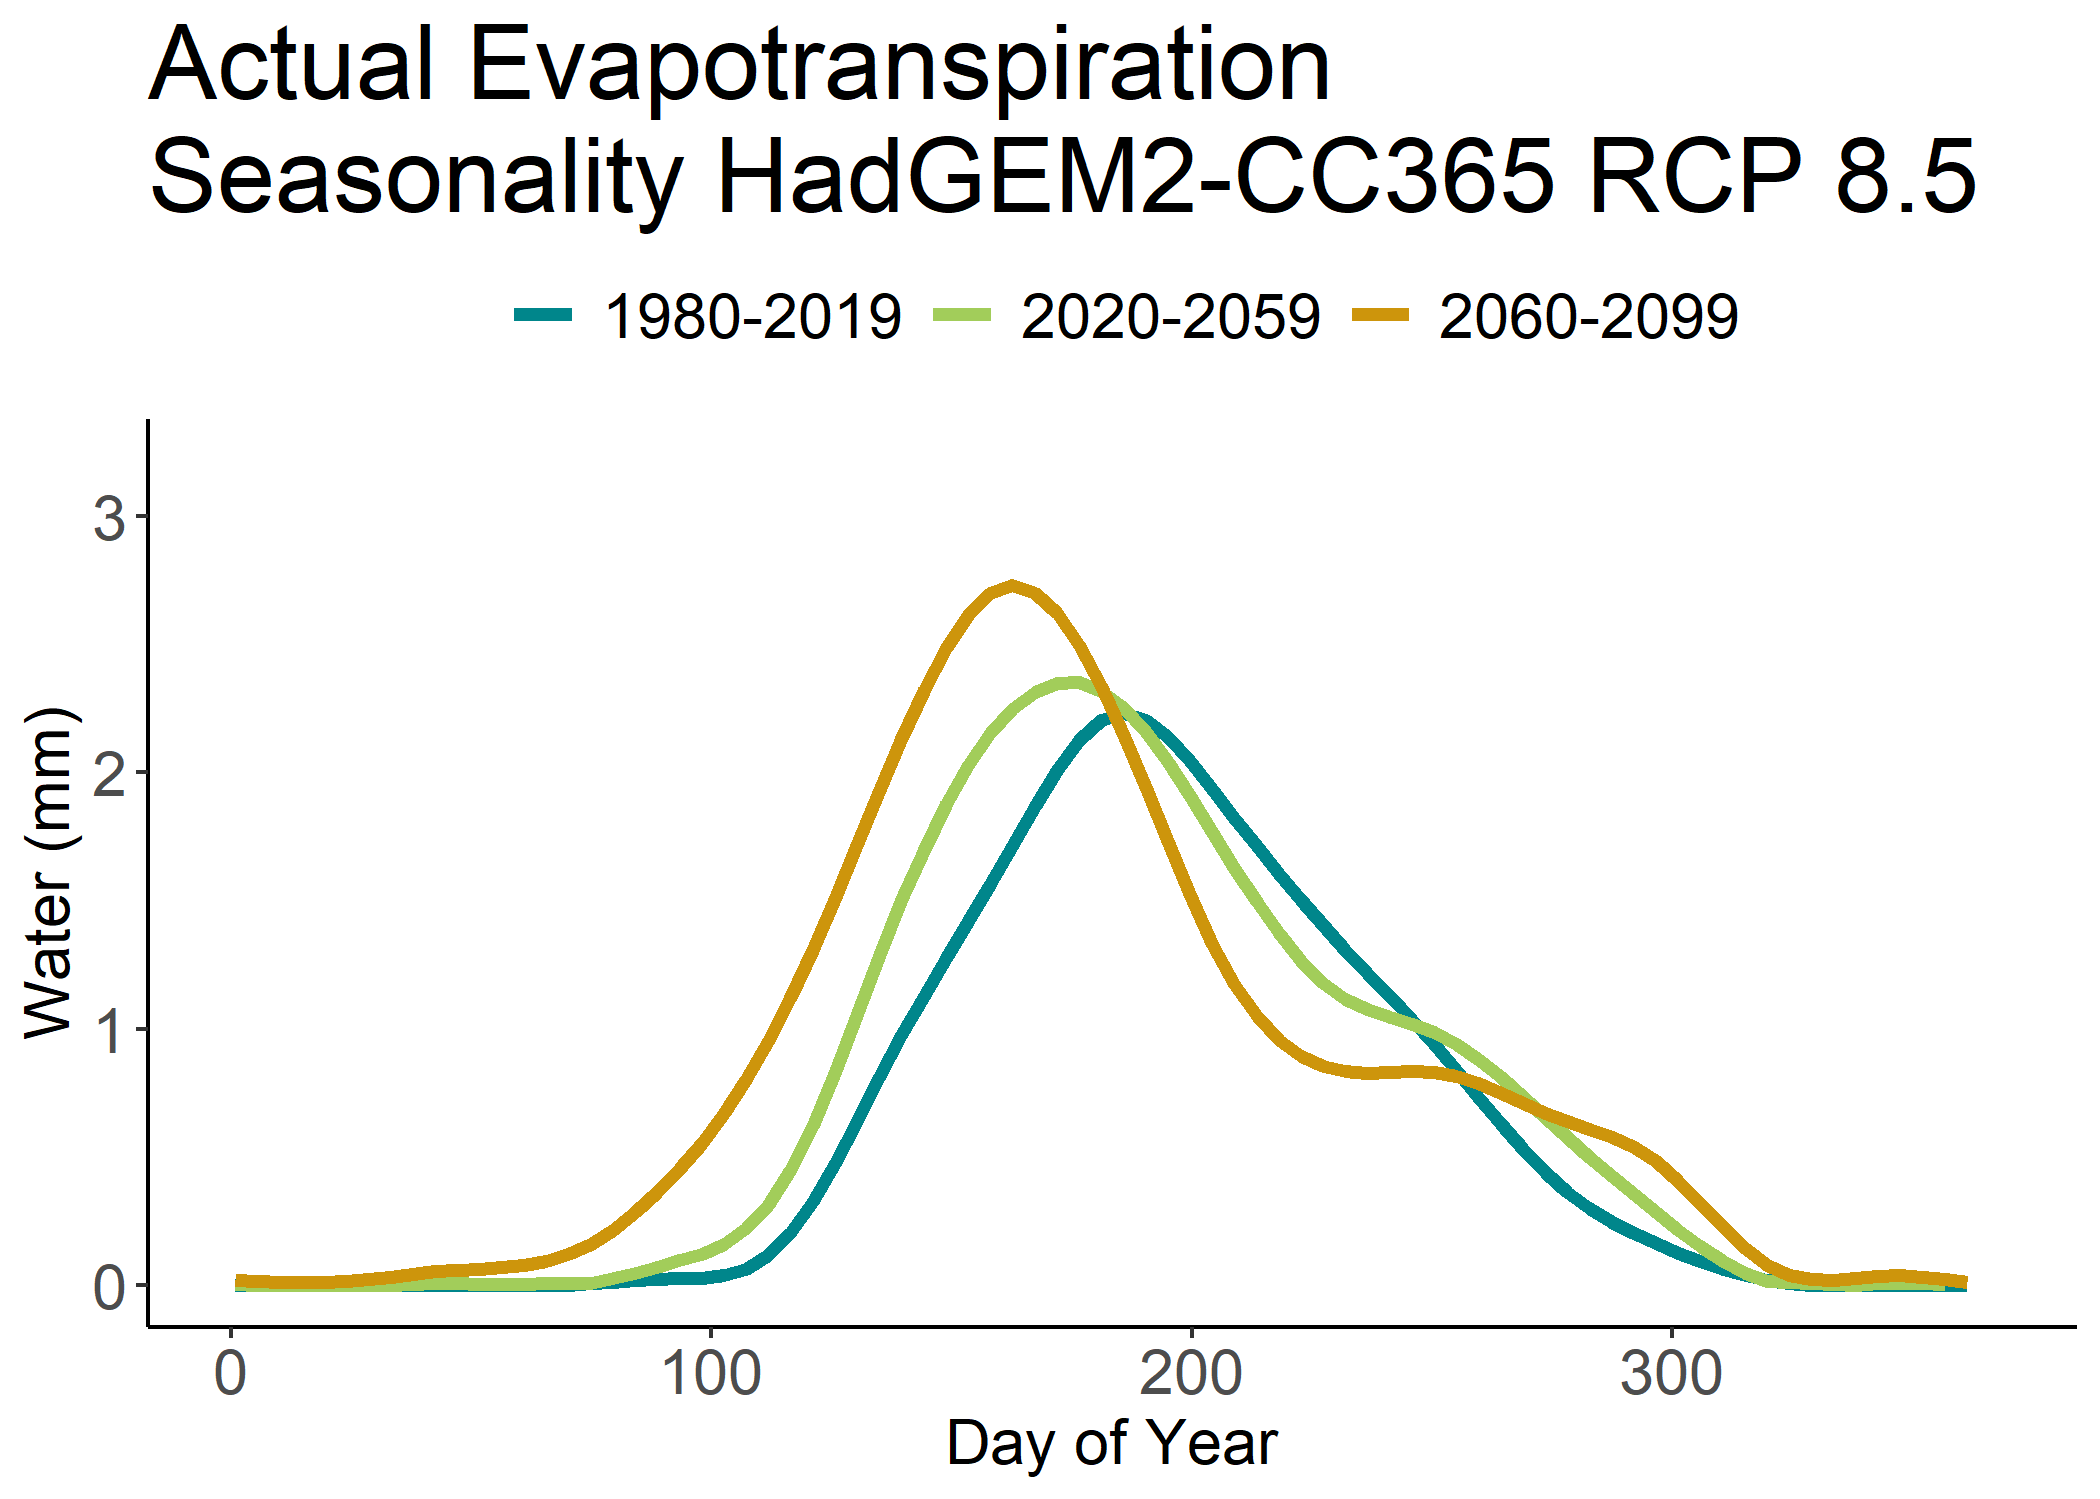 Actual Evapotranspiration
Seasonality HadGEM2-CC365 RCP 8.5
1980-2019 2020-2059 2060-2099
3
2
1
0
Water (mm)
0 100 200 300
Day of Year